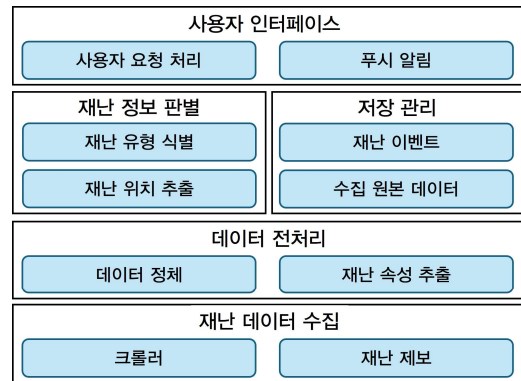 사용자 인터페이스
사용자 요청 처리
푸시 알림
재난 정보 판별
재난 유형 식별
재난 위치 추출
저장 관리
재난 이벤트
수집 원본 데이터
데이터 전처리
데이터 정체
재난 속성 추출
재난 데이터 수집
크롤러
재난 제보